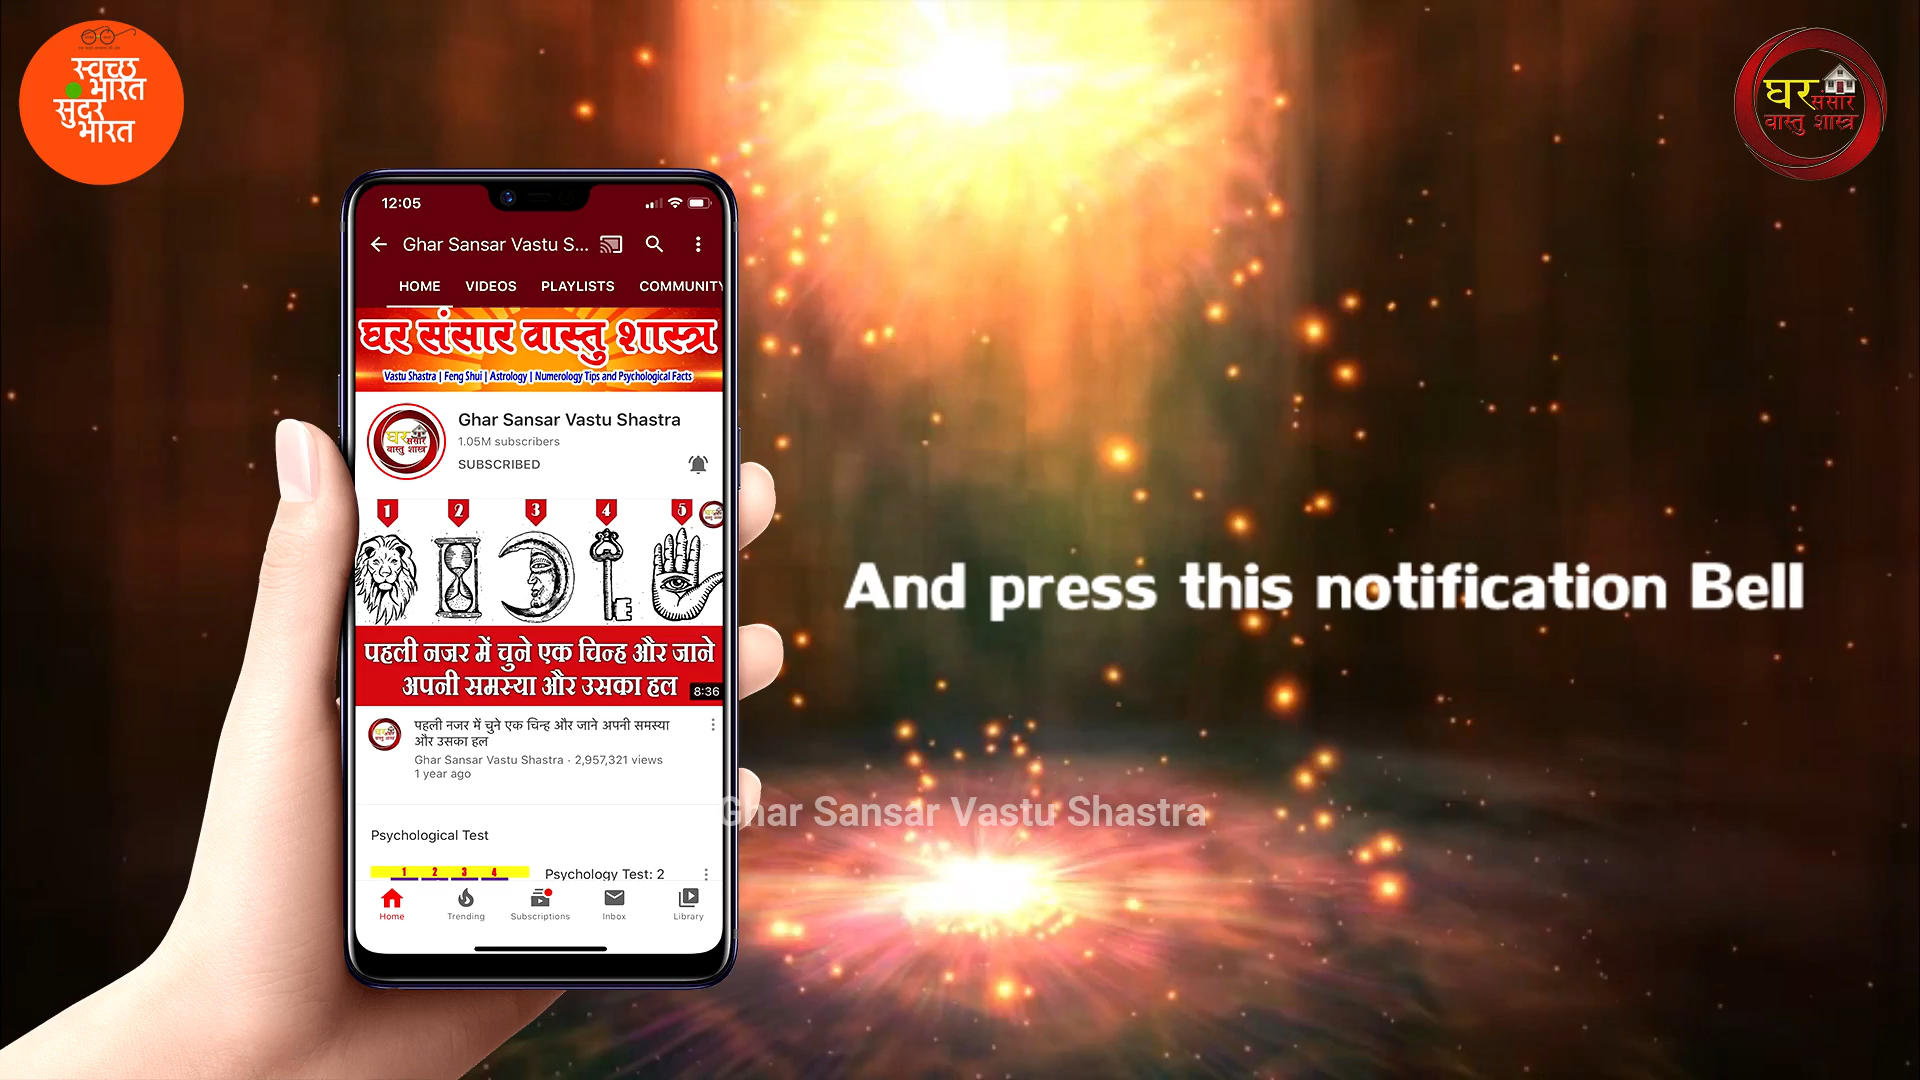 स्वच्छ
भारत
सुंदर
भारत
घर
संसार
वास्तु शास्त्र
12:05
Ghar Sansar Vastu S...
HOME VIDEOS PLAYLISTS COMMUNITY
घर संसार वास्तु शास्त्र
Vastu Shastra | Feng Shui | Astrology | Numerology Tips and Psychological Facts
घर
संसार
वास्तु शास्त्र
Ghar Sansar Vastu Shastra
1.05M subscribers
SUBSCRIBED
1 2 3 4 5
पहली नजर में चुने एक चिन्ह और जाने
अपनी समस्या और उसका हल
8:36
पहली नजर में चुने एक चिन्ह और जाने अपनी समस्या
और उसका हल
Ghar Sansar Vastu Shastra · 2,957,321 views
1 year ago
Psychological Test
1 2 3 4
Psychology Test: 2
Home Trending Subscriptions Inbox Library
And press this notification Bell
Ghar Sansar Vastu Shastra